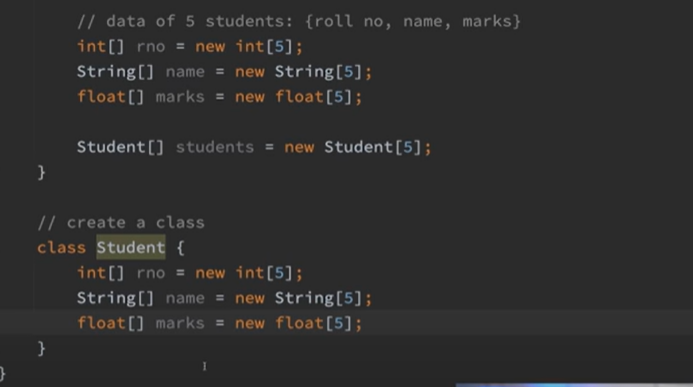 // data of 5 students: {roll no, name, marks}
int[] rno = new int[5];
String[] name = new String[5];
float[] marks = new float[5];
Student[] students = new Student[5];
}
// create a class
class Student {
int[] rno = new int[5];
String[] name = new String[5];
float[] marks = new float[5];
}
}